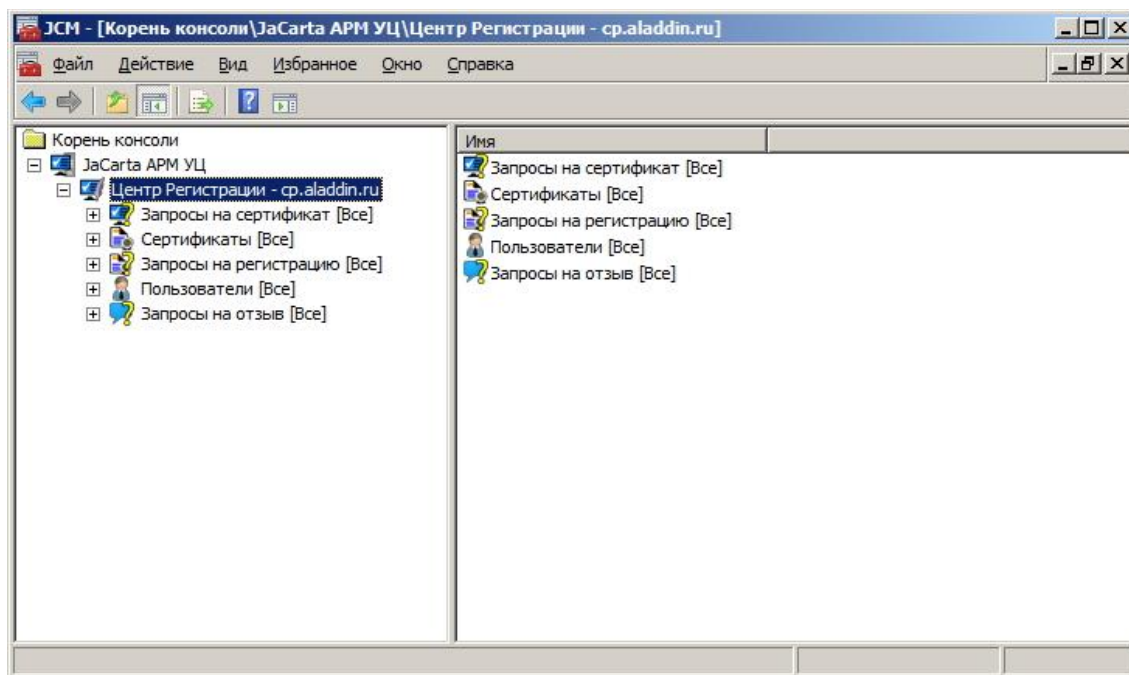 JCM - [Корень консоли\JaCarta АРМ УЦ\Центр Регистрации - cp.aladdin.ru]
Файл Действие Вид Избранное Окно Справка
Корень консоли
JaCarta АРМ УЦ
Центр Регистрации - cp.aladdin.ru
Запросы на сертификат [Все]
Сертификаты [Все]
Запросы на регистрацию [Все]
Пользователи [Все]
Запросы на отзыв [Все]
Имя
Запросы на сертификат [Все]
Сертификаты [Все]
Запросы на регистрацию [Все]
Пользователи [Все]
Запросы на отзыв [Все]